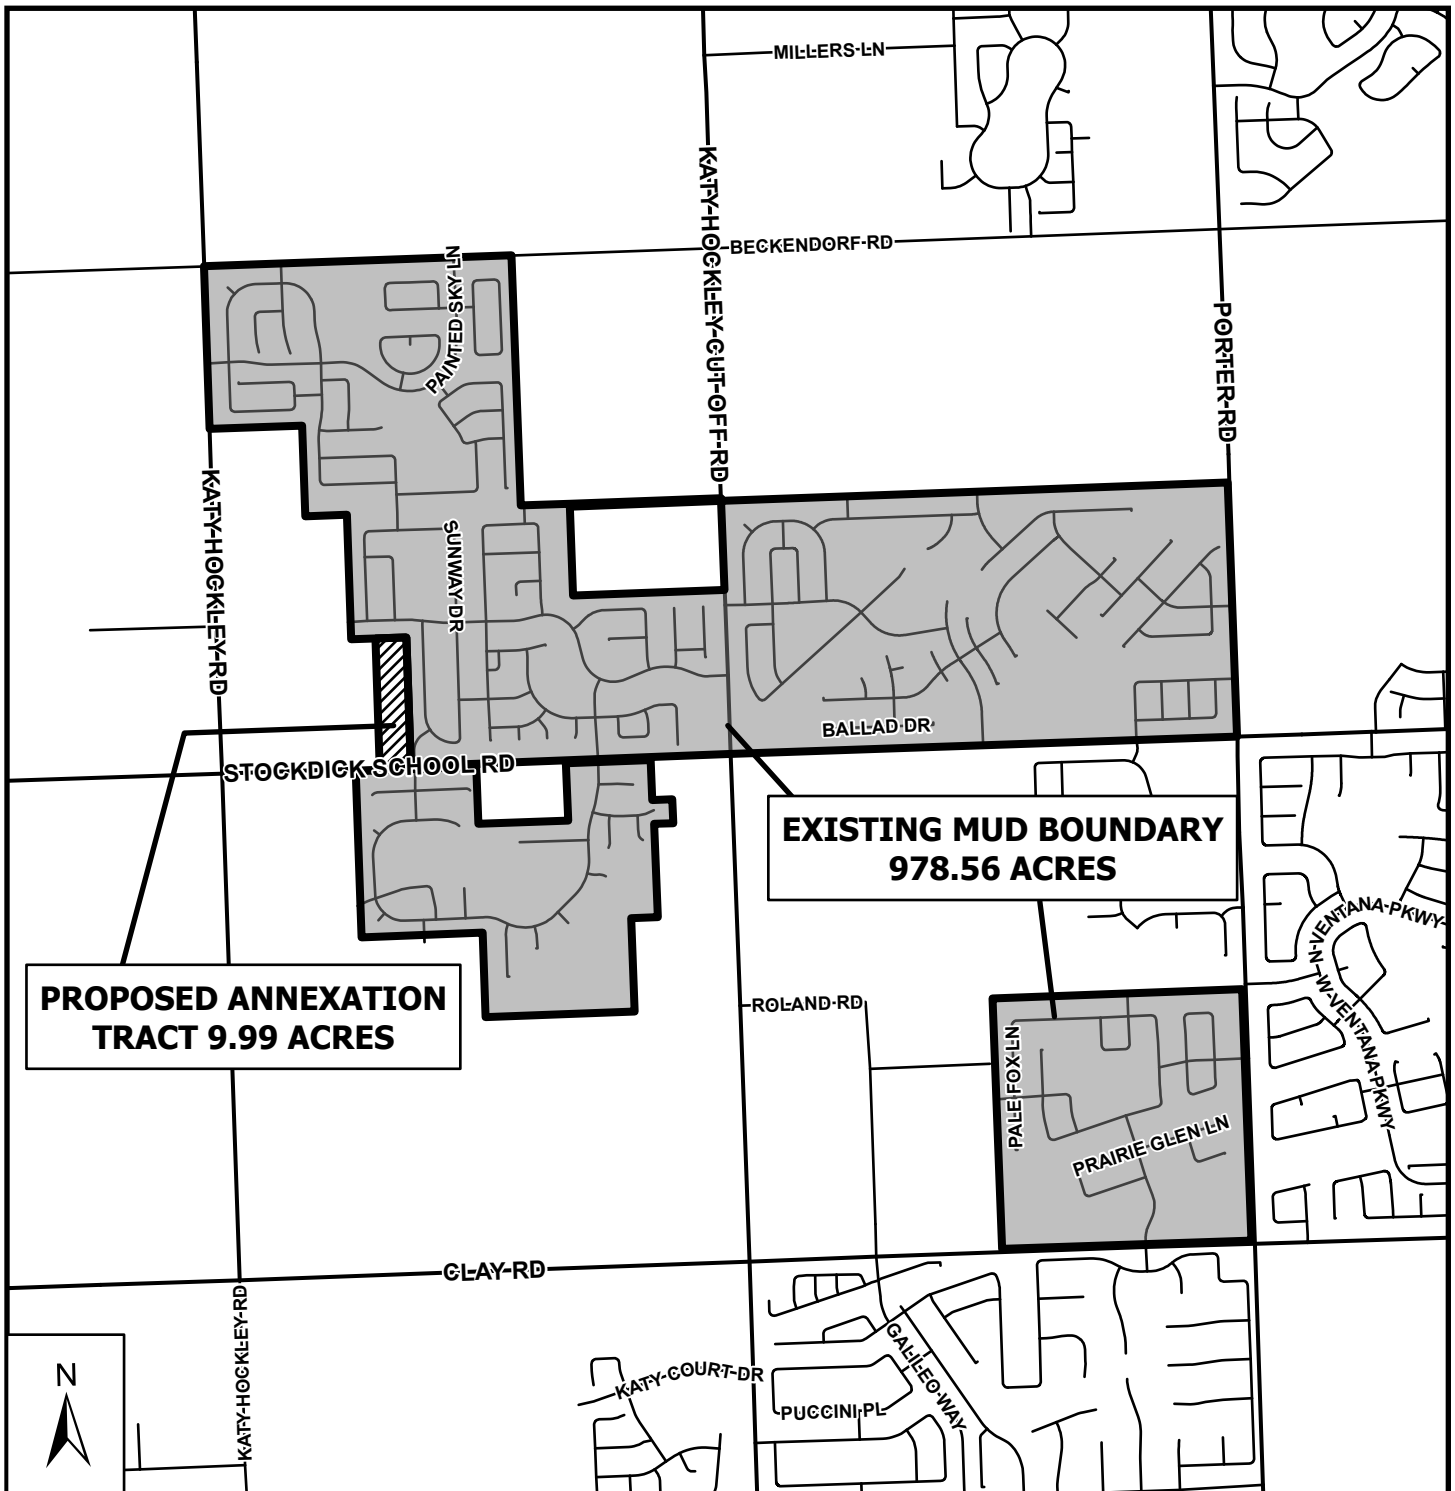 MILLERS LN
KATY-HOCKLEY-CUT-OFF-RD
BECKENDORF-RD
PAINTED SKY LN
PORTER-RD
KATY-HOCKLEY-RD
SUNWAY DR
BALLAD DR
STOCKDICK SCHOOL RD
EXISTING MUD BOUNDARY
978.56 ACRES
N-VENTANA-PKWY
W-VENTANA-PKWY
PROPOSED ANNEXATION
TRACT 9.99 ACRES
ROLAND-RD
PALE-FOX-LN
PRAIRIE GLEN LN
CLAY-RD
KATY-HOCKLEY-RD
GALILEO-WAY
KATY-COURT-DR
PUCCINI-PL
N